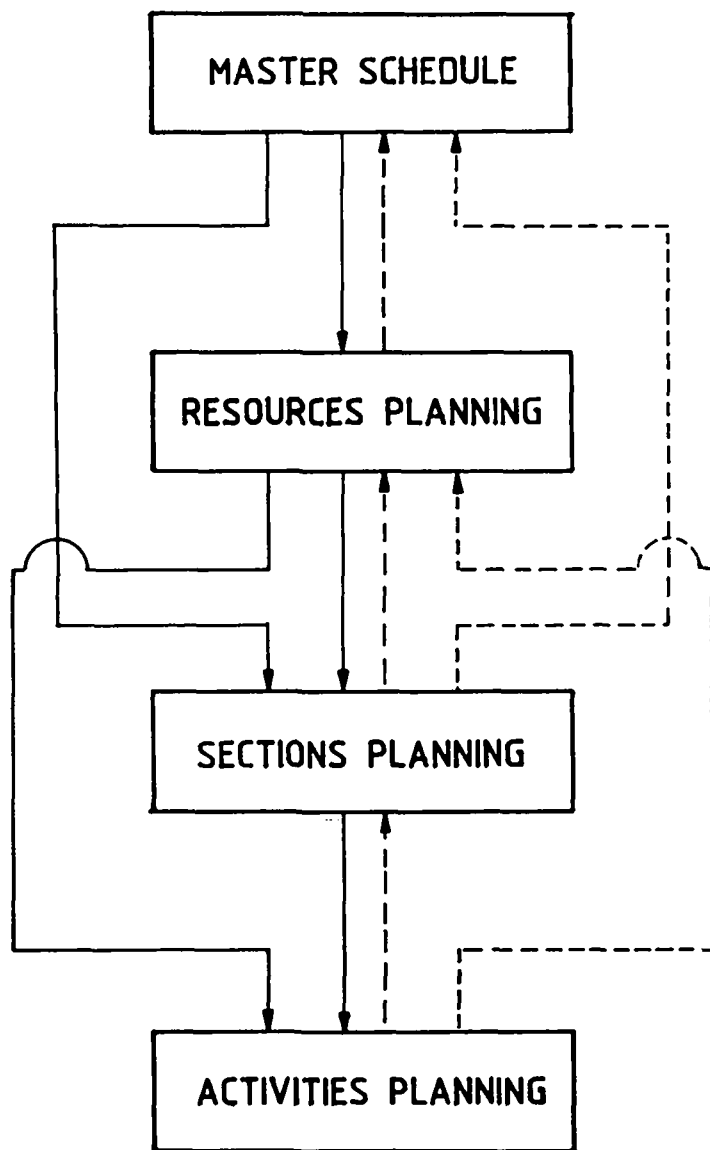 MASTER SCHEDULE
RESOURCES PLANNING
SECTIONS PLANNING
ACTIVITIES PLANNING